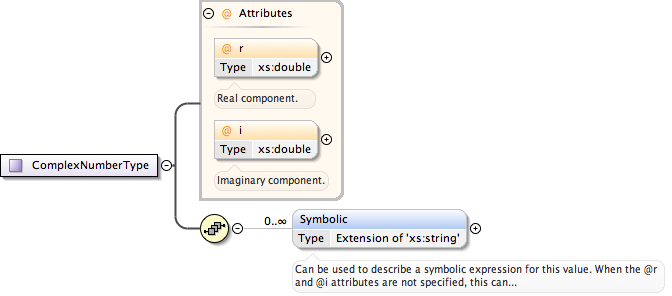 @ Attributes
@ r
Type xs:double
Real component.
@ i
Type xs:double
Imaginary component.
ComplexNumberType
0..∞
Symbolic
Type Extension of 'xs:string'
Can be used to describe a symbolic expression for this value. When the @r
and @i attributes are not specified, this can...